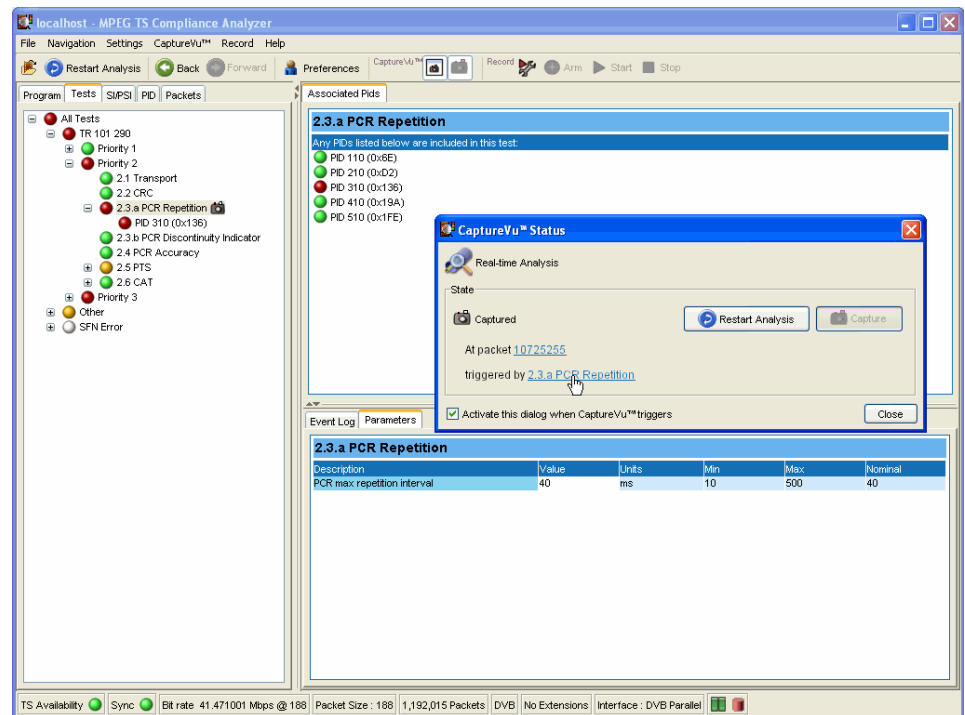 localhost - MPEG TS Compliance Analyzer
File Navigation Settings CaptureVu™ Record Help
Restart Analysis Back Forward Preferences CaptureVu™ Record Arm Start Stop
Program Tests SI/PSI PID Packets
All Tests
TR 101 290
Priority 1
Priority 2
2.1 Transport
2.2 CRC
2.3.a PCR Repetition
PID 310 (0x136)
2.3.b PCR Discontinuity Indicator
2.4 PCR Accuracy
2.5 PTS
2.6 CAT
Priority 3
Other
SFN Error
Associated Pids
2.3.a PCR Repetition
Any PIDs listed below are included in this test:
PID 110 (0x6E)
PID 210 (0xD2)
PID 310 (0x136)
PID 410 (0x19A)
PID 510 (0x1FE)
CaptureVu™ Status
Real-time Analysis
State
Captured
Restart Analysis Capture
At packet 10725255
triggered by 2.3.a PCR Repetition
Activate this dialog when CaptureVu™ triggers
Close
Event Log Parameters
2.3.a PCR Repetition
Description Value Units Min Max Nominal
PCR max repetition interval 40 ms 10 500 40
TS Availability Sync Bit rate 41.471001 Mbps @ 188 Packet Size : 188 1,192,015 Packets DVB No Extensions Interface : DVB Parallel